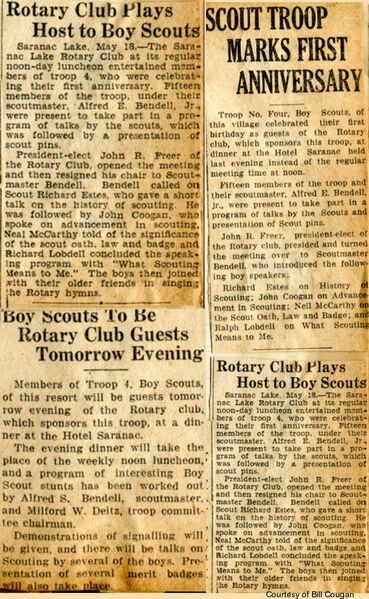 Rotary Club Plays
Host to Boy Scouts
Saranac Lake, May 18.—The Sara-
nac Lake Rotary Club at its regular
noon-day luncheon entertained mem-
bers of troop 4, who were celebrat-
ing their first anniversary. Fifteen
members of the troop, under their
scoutmaster, Alfred E. Bendell, Jr.,
were present to take part in a pro-
gram of talks by the scouts, which
was followed by a presentation of
scout pins.
President-elect John R. Freer of
the Rotary Club, opened the meeting
and then resigned his chair to Scout-
master Bendell. Bendell called on
Scout Richard Estes, who gave a short
talk on the history of scouting. He
was followed by John Coogan, who
spoke on advancement in scouting,
Neal McCarthy told of the significance
of the scout oath, law and badge and
Richard Lobdell concluded the speak-
ing program with "What Scouting
Means to Me." The boys then joined
with their older friends in singing
the Rotary hymns.
Boy Scouts To Be
Rotary Club Guests
Tomorrow Evening
Members of Troop 4, Boy Scouts,
of this resort will be guests tomor-
row evening of the Rotary club,
which sponsors this troop, at a din-
ner at the Hotel Saranac.
The evening dinner will take the
place of the weekly noon luncheon,
and a program of interesting Boy
Scout stunts has been worked out
by Alfred S. Bendell, scoutmaster,
and Milford W. Deitz, troop commit-
tee chairman.
Demonstrations of signalling will
be given, and there will be talks on
Scouting by several of the boys. Pre-
sentation of several merit badges
will also take place.
SCOUT TROOP
MARKS FIRST
ANNIVERSARY
Troop No. Four, Boy Scouts, of
this village celebrated their first
birthday as guests of the Rotary
club, which sponsors this troop, at
dinner at the Hotel Saranac held
last evening instead of the regular
meeting time at noon.
Fifteen members of the troop and
their scoutmaster, Alfred E. Bendell,
Jr., were present to take part in a
program of talks by the Scouts and
presentation of Scout pins.
John R. Freer, president-elect of
the Rotary club, presided and turned
the meeting over to Scoutmaster
Bendell, who introduced the follow-
ing boy speakers:
Richard Estes on History of
Scouting; John Coogan on Advance-
ment in Scouting; Neil McCarthy on
the Scout Oath, Law and Badge; and
Ralph Lobdell on What Scouting
Means to Me.
Rotary Club Plays
Host to Boy Scouts
Saranac Lake, May 18.—The Sara-
nac Lake Rotary Club at its regular
noon-day luncheon entertained mem-
bers of troop 4, who were celebrat-
ing their first anniversary. Fifteen
members of the troop, under their
scoutmaster, Alfred E. Bendell, Jr.,
were present to take part in a pro-
gram of talks by the scouts, which
was followed by a presentation of
scout pins.
President-elect John R. Freer of
the Rotary Club, opened the meeting
and then resigned his chair to Scout-
master Bendell. Bendell called on
Scout Richard Estes, who gave a short
talk on the history of scouting. He
was followed by John Coogan, who
spoke on advancement in scouting,
Neal McCarthy told of the significance
of the scout oath, law and badge and
Richard Lobdell concluded the speak-
ing program with "What Scouting
Means to Me." The boys then joined
with their older friends in singing
the Rotary hymns.
Courtesy of Bill Cougan